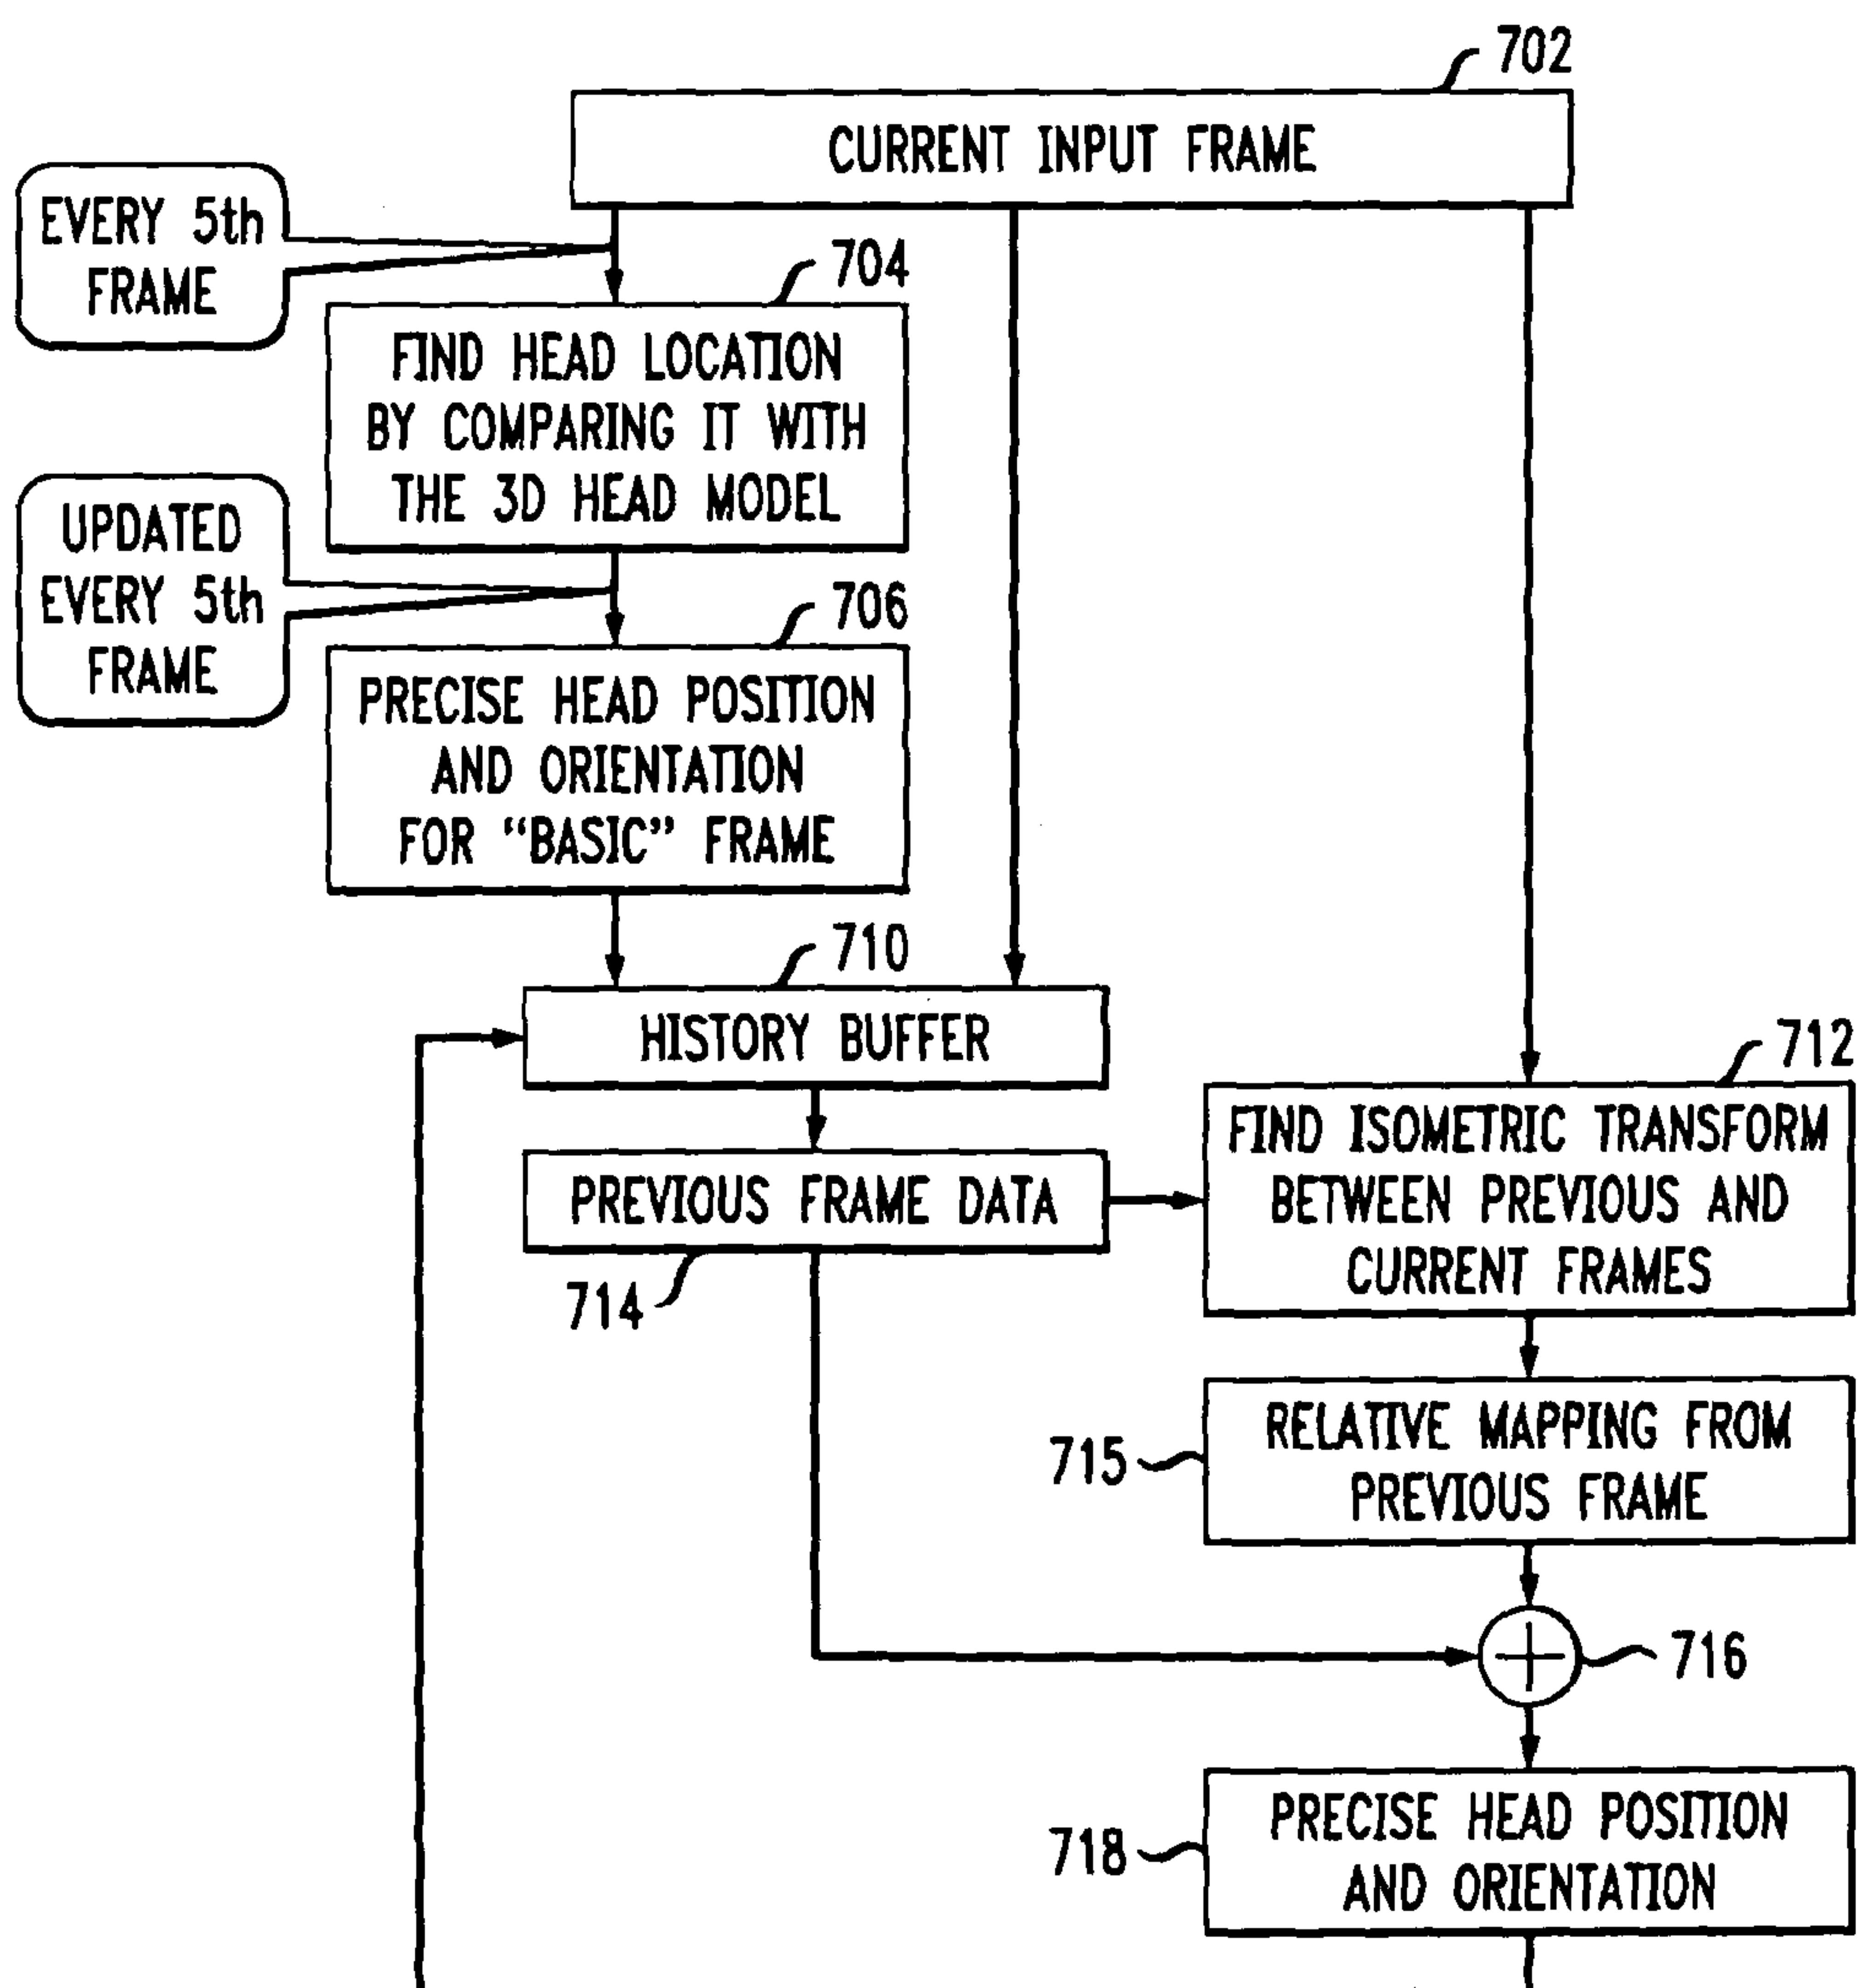 702
CURRENT INPUT FRAME
EVERY 5th
FRAME
704
FIND HEAD LOCATION
BY COMPARING IT WITH
THE 3D HEAD MODEL
UPDATED
EVERY 5th
FRAME
706
PRECISE HEAD POSITION
AND ORIENTATION
FOR “BASIC” FRAME
710
HISTORY BUFFER
712
FIND ISOMETRIC TRANSFORM
BETWEEN PREVIOUS AND
CURRENT FRAMES
PREVIOUS FRAME DATA
714
715
RELATIVE MAPPING FROM
PREVIOUS FRAME
716
718
PRECISE HEAD POSITION
AND ORIENTATION